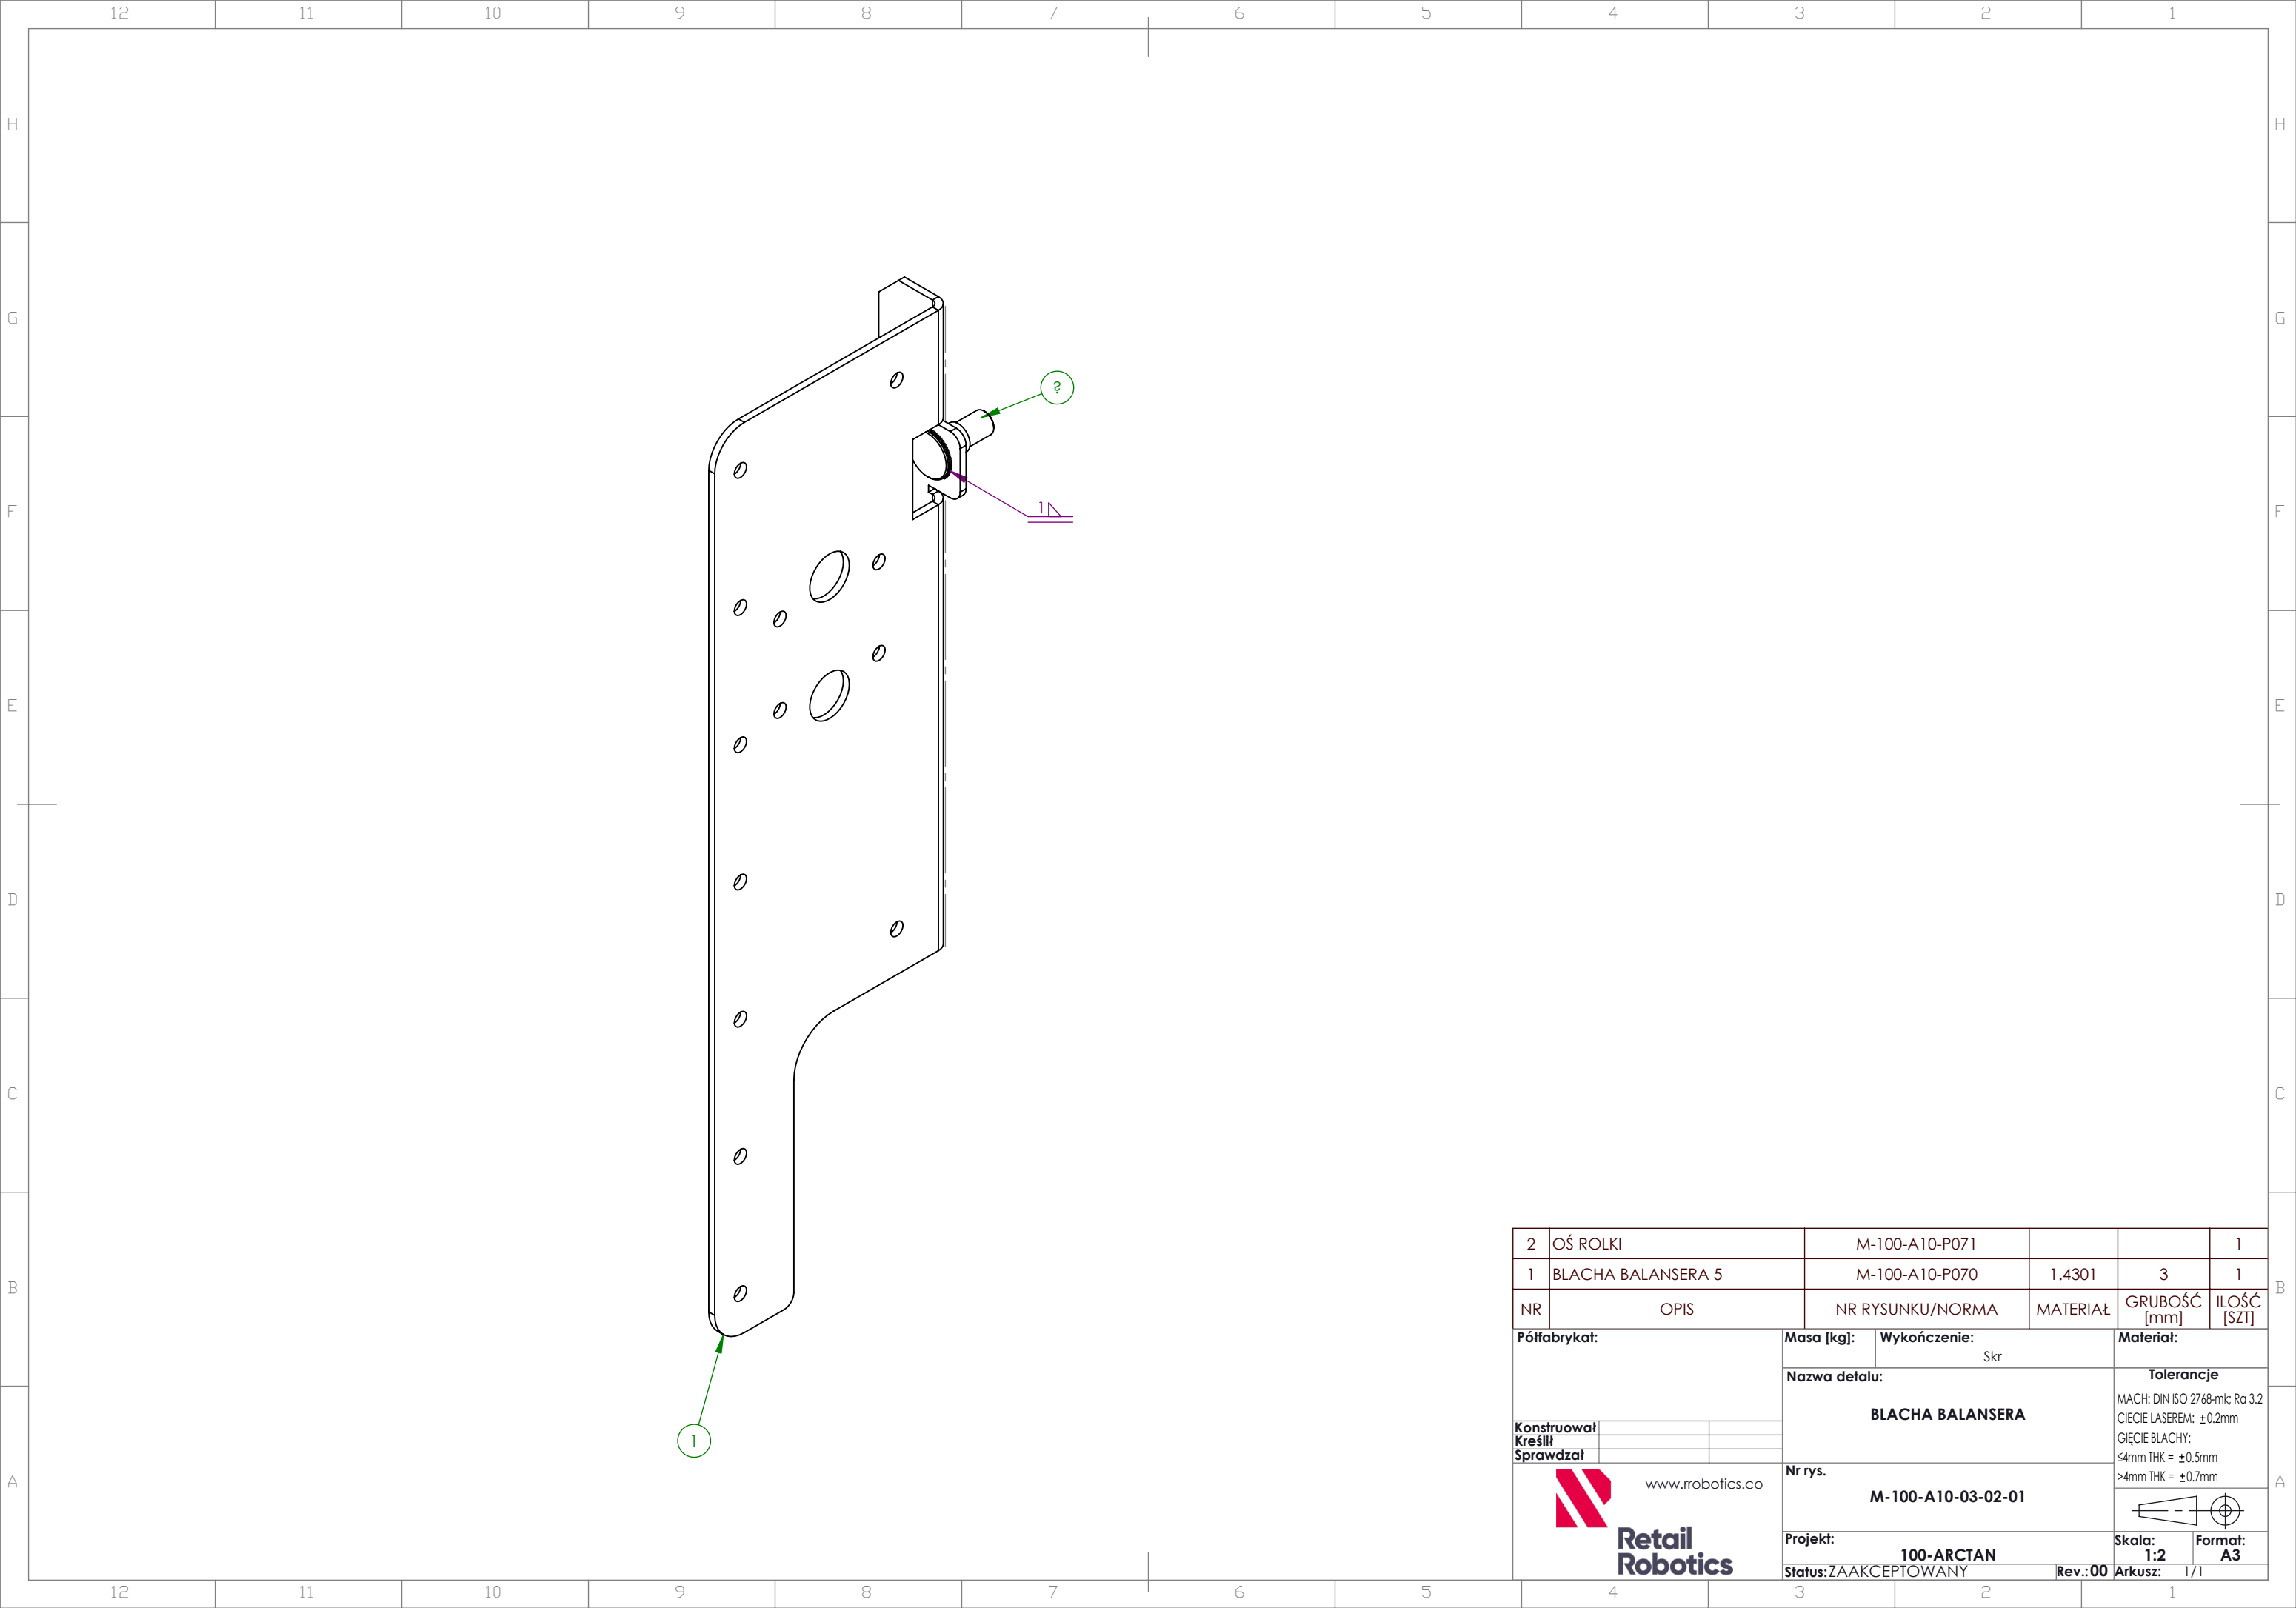 12 11 10 9 8 7 6 5 4 3 2 1
H H
G G
?
F F
1
E E
D D
C C
B B
2 OŚ ROLKI M-100-A10-P071 1
1 BLACHA BALANSERA 5 M-100-A10-P070 1.4301 3 1
NR OPIS NR RYSUNKU/NORMA MATERIAŁ GRUBOŚĆ [mm] ILOŚĆ [SZT]
Półfabrykat: Masa [kg]: Wykończenie: Materiał:
Skr
Nazwa detalu: Tolerancje
MACH: DIN ISO 2768-mk; Ra 3.2
BLACHA BALANSERA
CIECIE LASEREM: ±0.2mm
Konstruował
GIĘCIE BLACHY:
Kreślił
Sprawdzał
≤4mm THK = ±0.5mm
1
Nr rys.
>4mm THK = ±0.7mm
A A
www.rrobotics.co
M-100-A10-03-02-01
Retail
Robotics
Projekt: Skala: Format:
100-ARCTAN 1:2 A3
Status: ZAAKCEPTOWANY Rev.: 00 Arkusz: 1/1
12 11 10 9 8 7 6 5 4 3 2 1